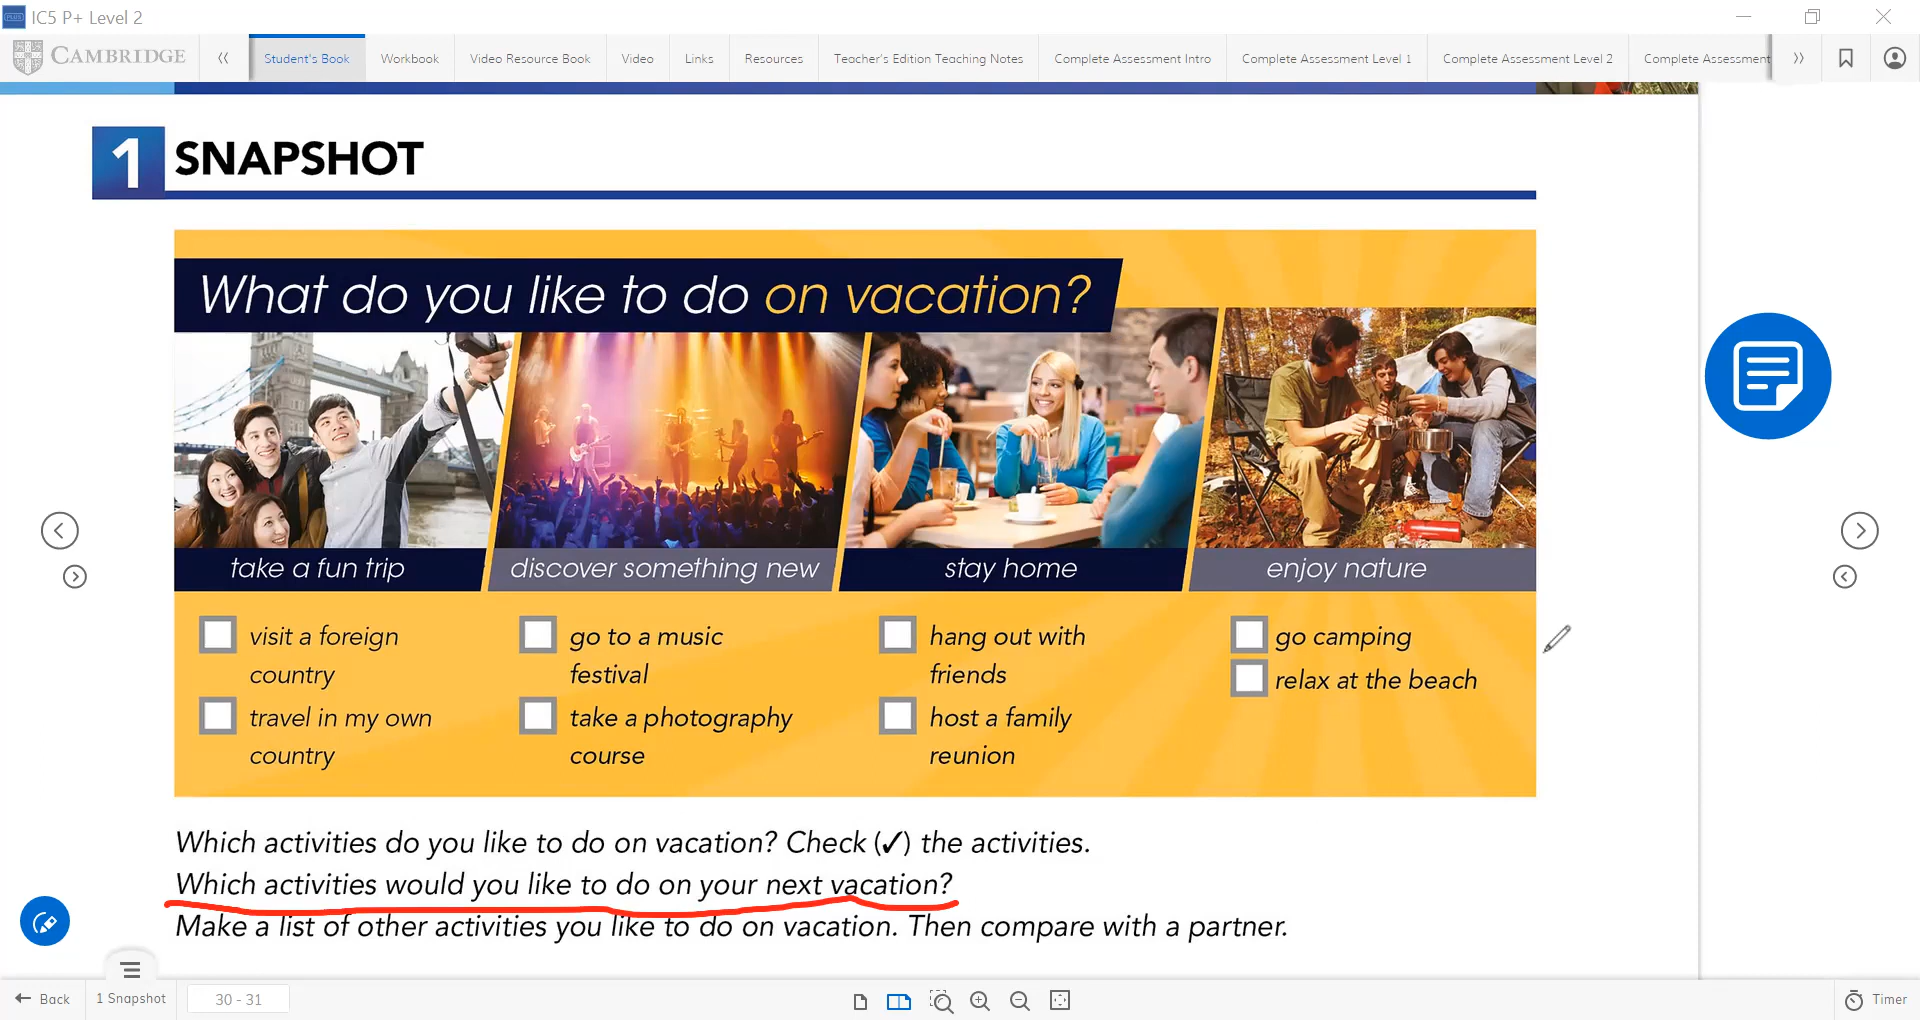 IC5 P+ Level 2
CAMBRIDGE
Student's Book
Workbook
Video Resource Book
Video
Links
Resources
Teacher's Edition Teaching Notes
Complete Assessment Intro
Complete Assessment Level 1
Complete Assessment Level 2
Complete Assessment
1 SNAPSHOT
What do you like to do on vacation?
take a fun trip
discover something new
stay home
enjoy nature
visit a foreign
country
travel in my own
country
go to a music
festival
take a photography
course
hang out with
friends
host a family
reunion
go camping
relax at the beach
Which activities do you like to do on vacation? Check (✓) the activities.
Which activities would you like to do on your next vacation?
Make a list of other activities you like to do on vacation. Then compare with a partner.
Back
1 Snapshot
30 - 31
Timer